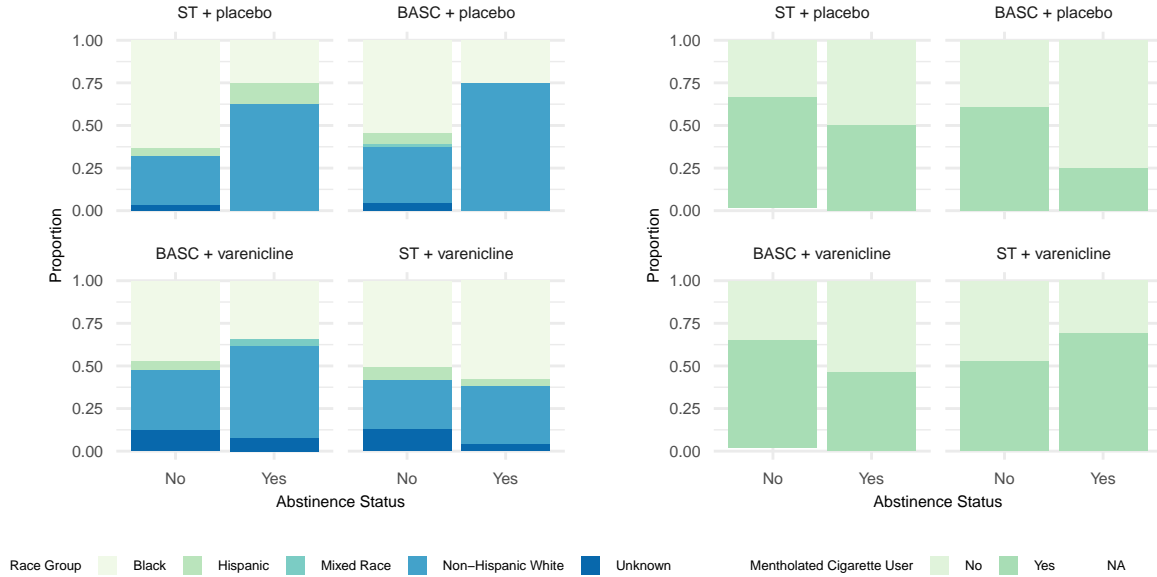 ST + placebo
BASC + placebo
1.00
0.75
0.50
0.25
0.00
BASC + varenicline
ST + varenicline
1.00
0.75
0.50
0.25
0.00
Proportion
No
Yes
No
Yes
Abstinence Status
Race Group
Black
Hispanic
Mixed Race
Non−Hispanic White
Unknown
ST + placebo
BASC + placebo
1.00
0.75
0.50
0.25
0.00
BASC + varenicline
ST + varenicline
1.00
0.75
0.50
0.25
0.00
Proportion
No
Yes
No
Yes
Abstinence Status
Mentholated Cigarette User
No
Yes
NA